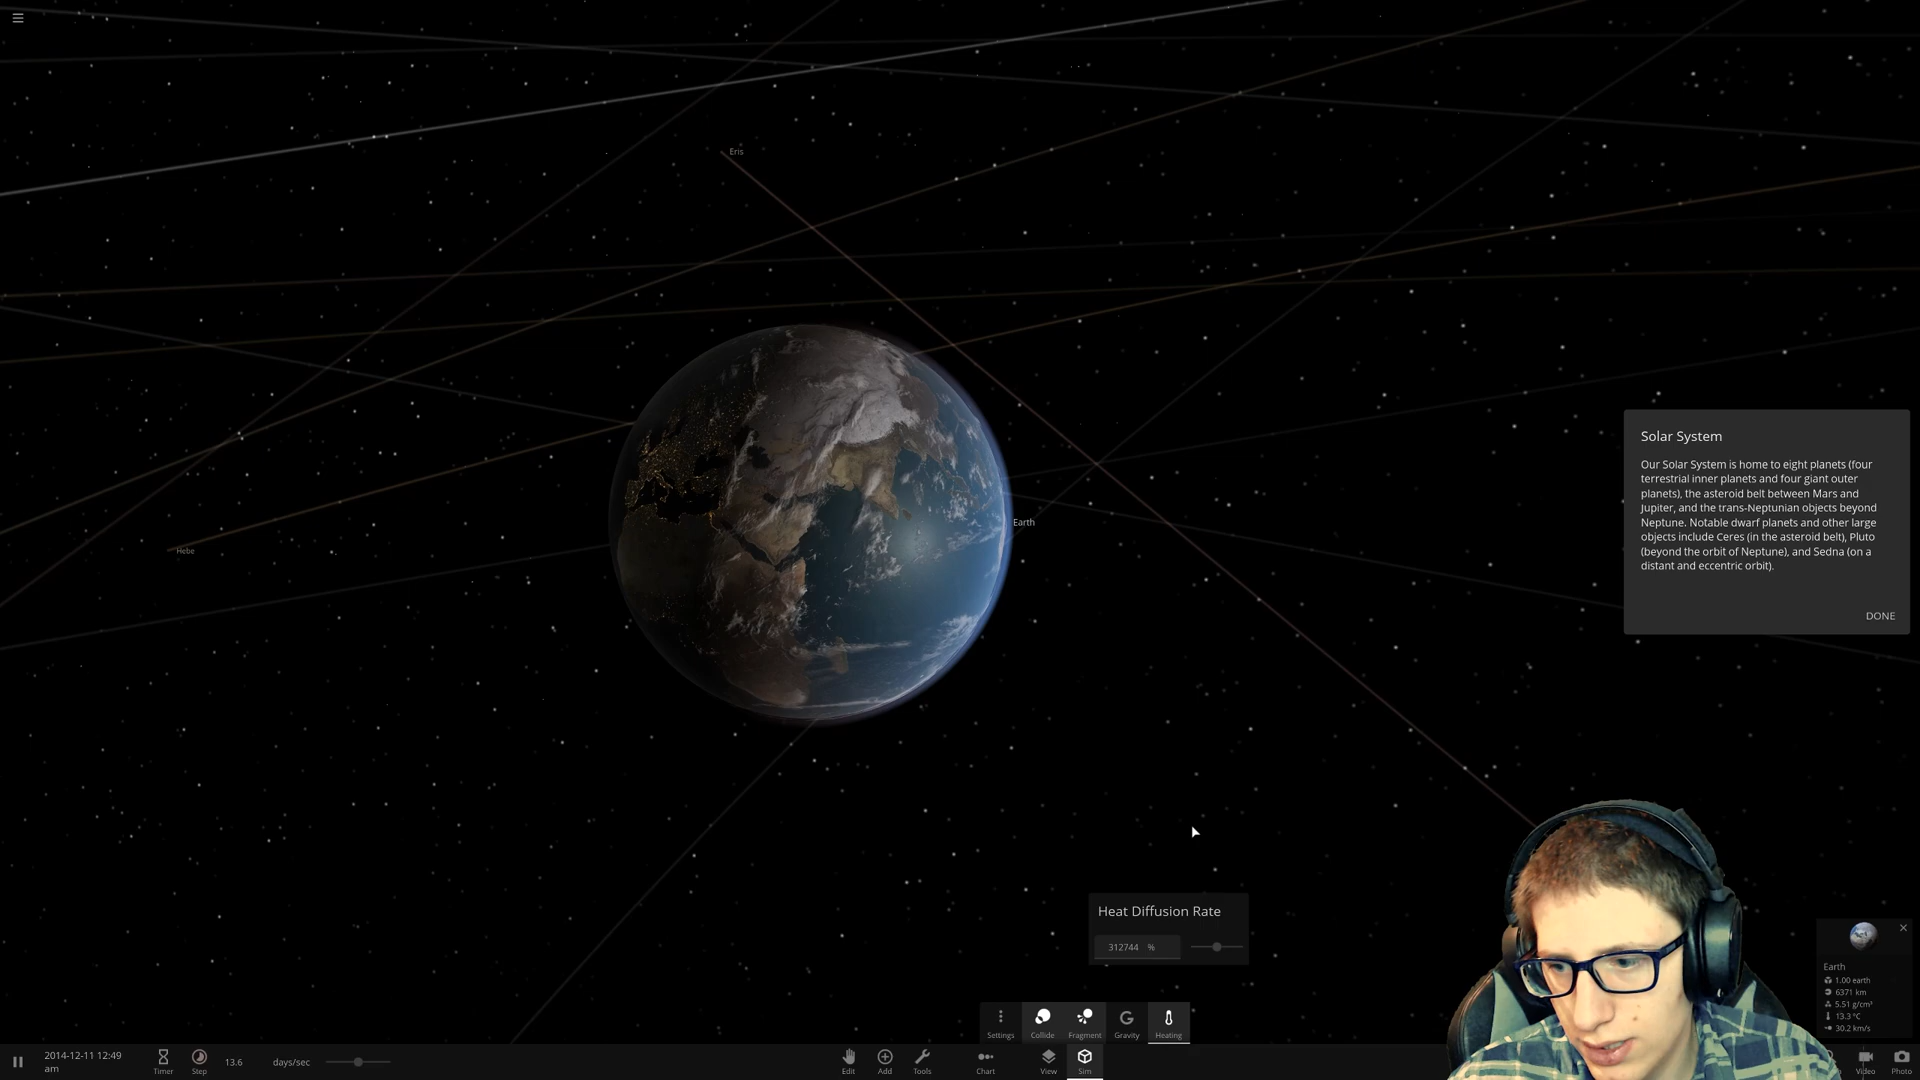 Eris
Earth
Hebe
Solar System
Our Solar System is home to eight planets (four
terrestrial inner planets and four giant outer
planets), the asteroid belt between Mars and
Jupiter, and the trans-Neptunian objects beyond
Neptune. Notable dwarf planets and other large
objects include Ceres (in the asteroid belt), Pluto
(beyond the orbit of Neptune), and Sedna (on a
distant and eccentric orbit).
DONE
Heat Diffusion Rate
312744 %
Earth
1.00 earth
6371 km
5.51 g/cm³
13.3 °C
30.2 km/s
Settings Collide Fragment Gravity Heating
2014-12-11 12:49
am
Timer Step 13.6 days/sec
Edit Add Tools Chart View Sim
Video Photo